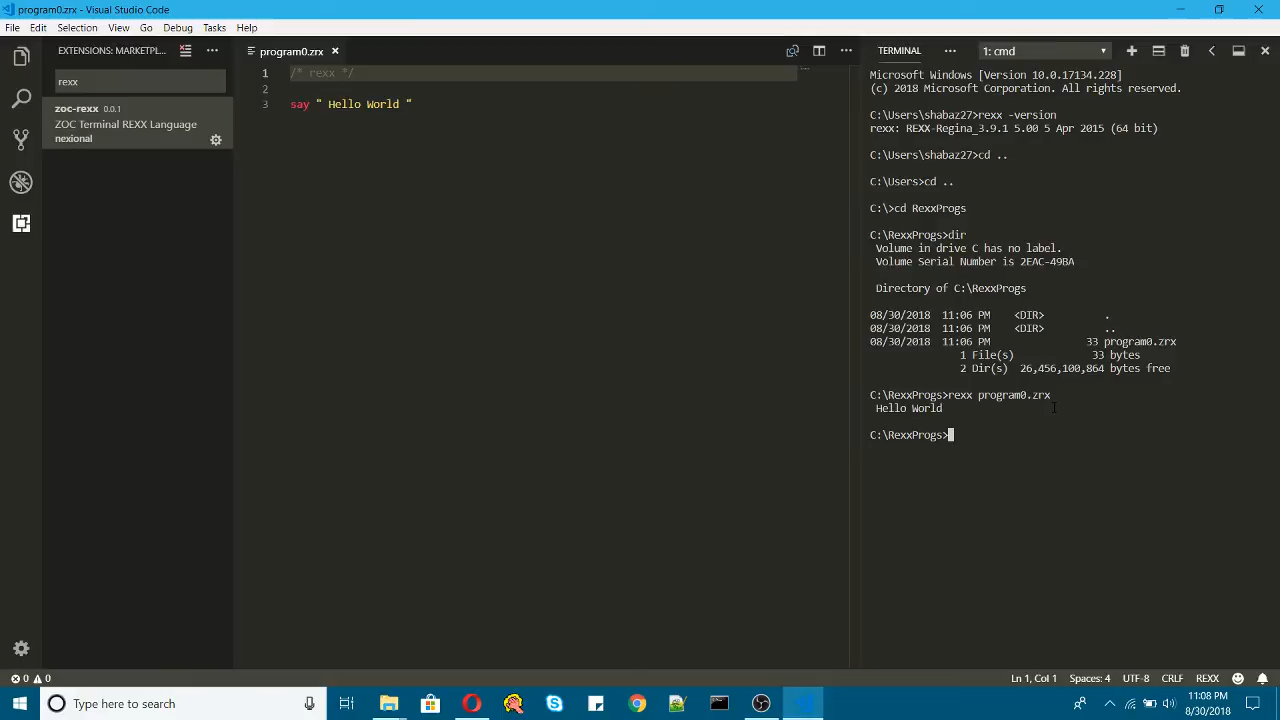 program0.zrx - Visual Studio Code
File Edit Selection View Go Debug Tasks Help
EXTENSIONS: MARKETPL...
rexx
zoc-rexx 0.0.1
ZOC Terminal REXX Language
nexional
program0.zrx
1 /* rexx */
2
3 say " Hello World "
TERMINAL
1: cmd
Microsoft Windows [Version 10.0.17134.228]
(c) 2018 Microsoft Corporation. All rights reserved.
C:\Users\shabaz27>rexx -version
rexx: REXX-Regina_3.9.1 5.00 5 Apr 2015 (64 bit)
C:\Users\shabaz27>cd ..
C:\Users>cd ..
C:\>cd RexxProgs
C:\RexxProgs>dir
Volume in drive C has no label.
Volume Serial Number is 2EAC-49BA
Directory of C:\RexxProgs
08/30/2018 11:06 PM <DIR> .
08/30/2018 11:06 PM <DIR> ..
08/30/2018 11:06 PM 33 program0.zrx
1 File(s) 33 bytes
2 Dir(s) 26,456,100,864 bytes free
C:\RexxProgs>rexx program0.zrx
Hello World
C:\RexxProgs>
0 0
Ln 1, Col 1 Spaces: 4 UTF-8 CRLF REXX
Type here to search
11:08 PM
8/30/2018